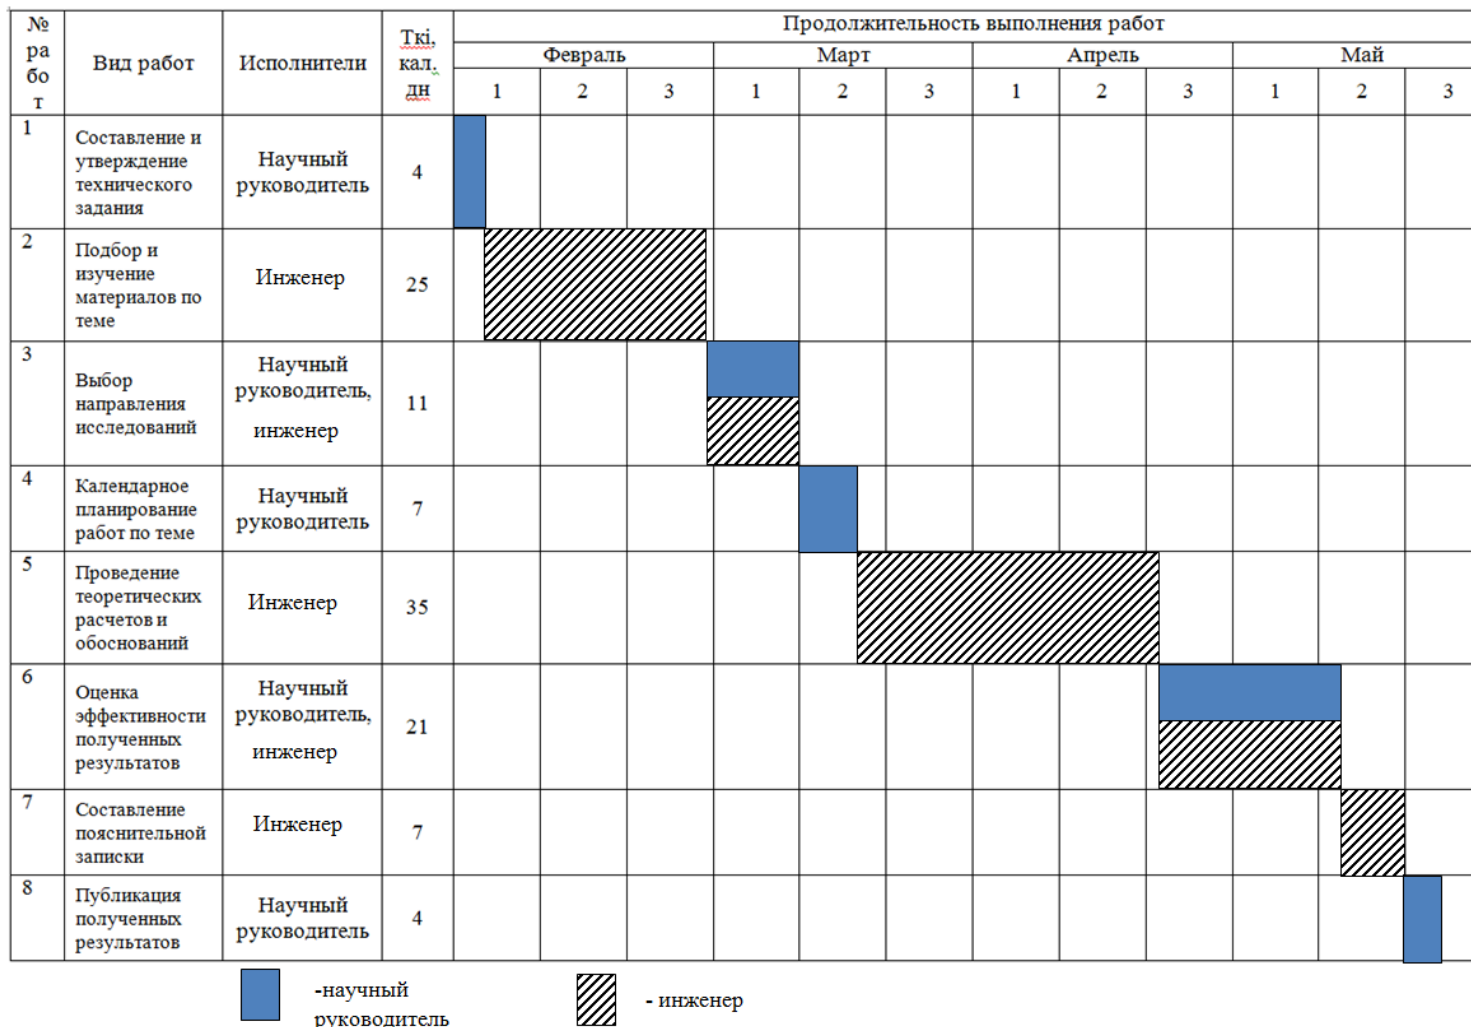 №
ра
бо
т
Вид работ
Исполнители
Ткi,
кал.
дн
Продолжительность выполнения работ
Февраль
Март
Апрель
Май
1
2
3
1
2
3
1
2
3
1
2
3
1
Составление и
утверждение
технического
задания
Научный
руководитель
4
2
Подбор и
изучение
материалов по
теме
Инженер
25
3
Выбор
направления
исследований
Научный
руководитель,
инженер
11
4
Календарное
планирование
работ по теме
Научный
руководитель
7
5
Проведение
теоретических
расчетов и
обоснований
Инженер
35
6
Оценка
эффективности
полученных
результатов
Научный
руководитель,
инженер
21
7
Составление
пояснительной
записки
Инженер
7
8
Публикация
полученных
результатов
Научный
руководитель
4
-научный
руководитель
- инженер